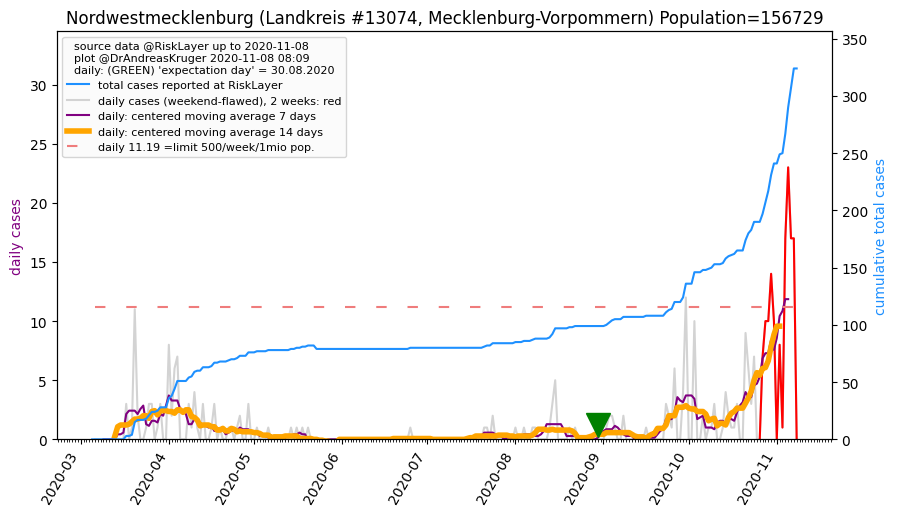 Nordwestmecklenburg (Landkreis #13074, Mecklenburg-Vorpommern) Population=156729
source data @RiskLayer up to 2020-11-08
plot @DrAndreasKruger 2020-11-08 08:09
daily: (GREEN) 'expectation day' = 30.08.2020
total cases reported at RiskLayer
daily cases (weekend-flawed), 2 weeks: red
daily: centered moving average 7 days
daily: centered moving average 14 days
daily 11.19 =limit 500/week/1mio pop.
daily cases
0
5
10
15
20
25
30
cumulative total cases
0
50
100
150
200
250
300
350
2020-03
2020-04
2020-05
2020-06
2020-07
2020-08
2020-09
2020-10
2020-11